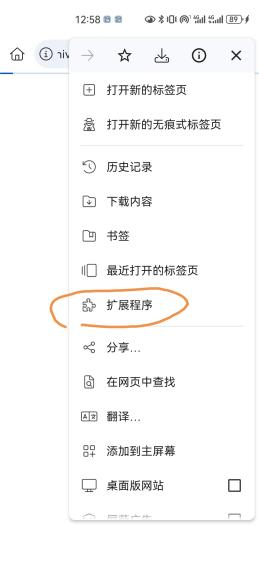 12:58
89
打开新的标签页
打开新的无痕式标签页
历史记录
下载内容
书签
最近打开的标签页
扩展程序
分享...
在网页中查找
翻译...
添加到主屏幕
桌面版网站